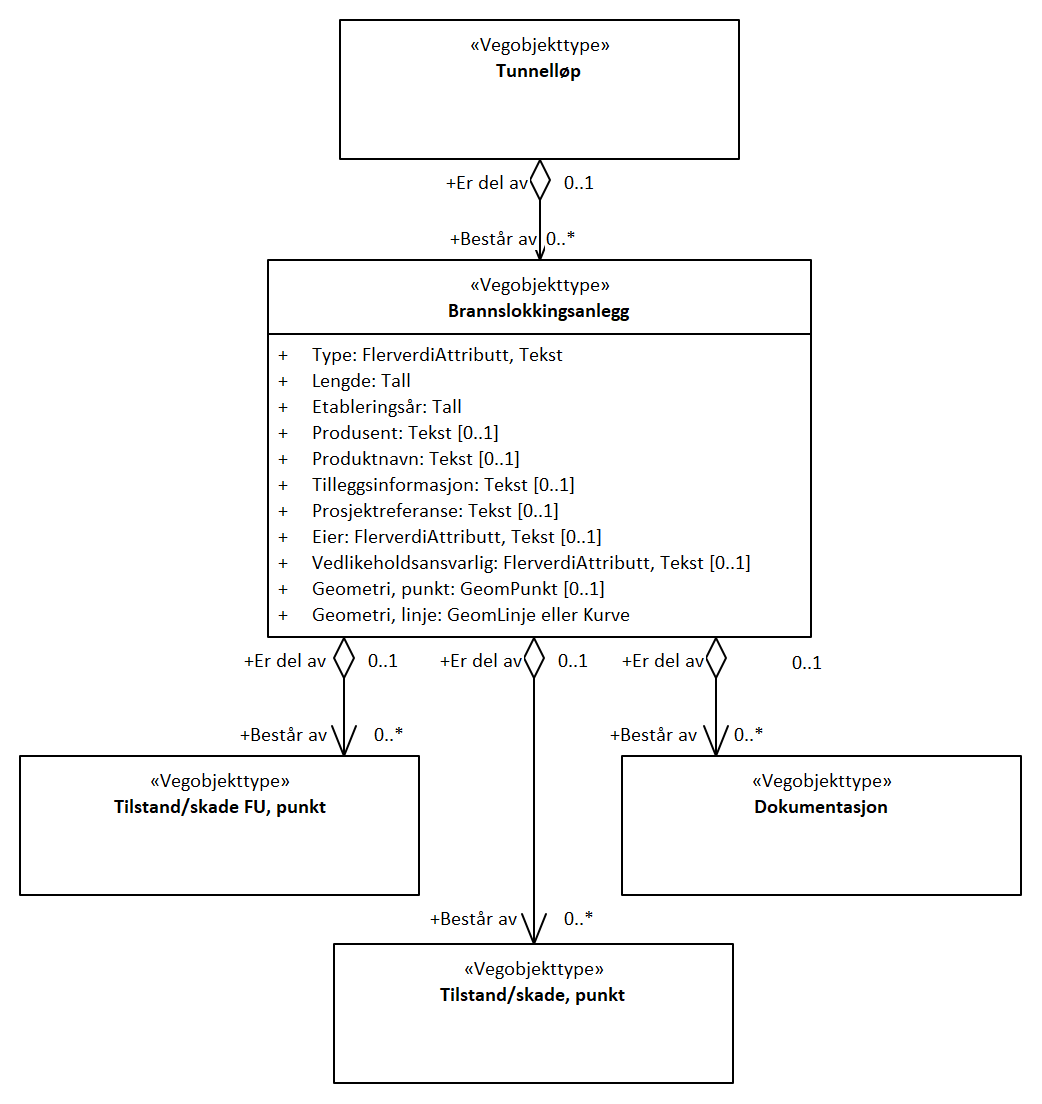 «Vegobjekttype»
Tunnelløp
+Er del av 0..1
+Består av 0..*
«Vegobjekttype»
Brannslokkingsanlegg
+ Type: FlerverdiAttributt, Tekst
+ Lengde: Tall
+ Etableringsår: Tall
+ Produsent: Tekst [0..1]
+ Produktnavn: Tekst [0..1]
+ Tilleggsinformasjon: Tekst [0..1]
+ Prosjektreferanse: Tekst [0..1]
+ Eier: FlerverdiAttributt, Tekst [0..1]
+ Vedlikeholdsansvarlig: FlerverdiAttributt, Tekst [0..1]
+ Geometri, punkt: GeomPunkt [0..1]
+ Geometri, linje: GeomLinje eller Kurve
+Er del av 0..1 +Er del av 0..1 +Er del av 0..1
+Består av 0..* +Består av 0..*
«Vegobjekttype»
Tilstand/skade FU, punkt
«Vegobjekttype»
Dokumentasjon
+Består av 0..*
«Vegobjekttype»
Tilstand/skade, punkt